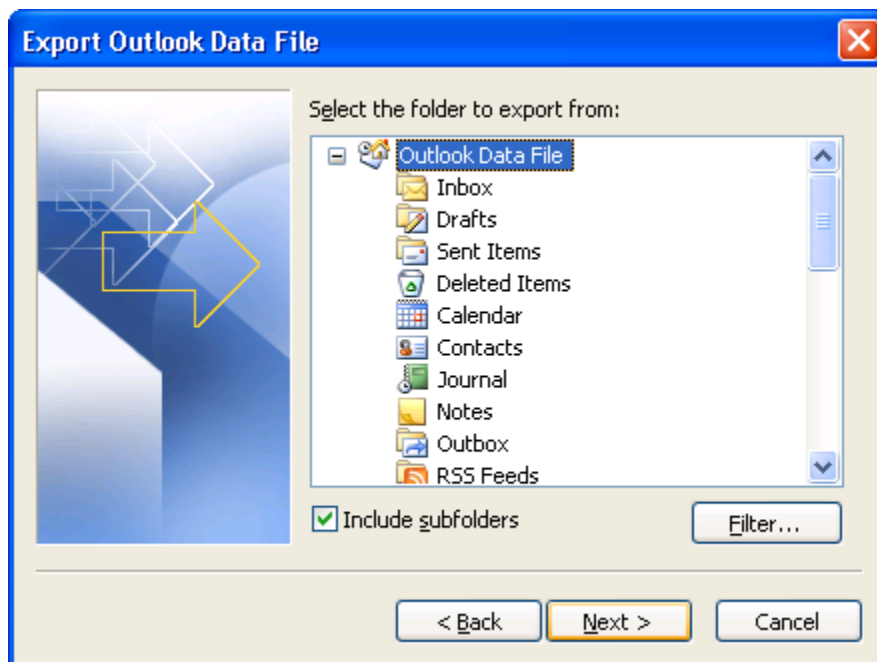 Export Outlook Data File
Select the folder to export from:
Outlook Data File
Inbox
Drafts
Sent Items
Deleted Items
Calendar
Contacts
Journal
Notes
Outbox
RSS Feeds
Include subfolders
Filter...
< Back
Next >
Cancel